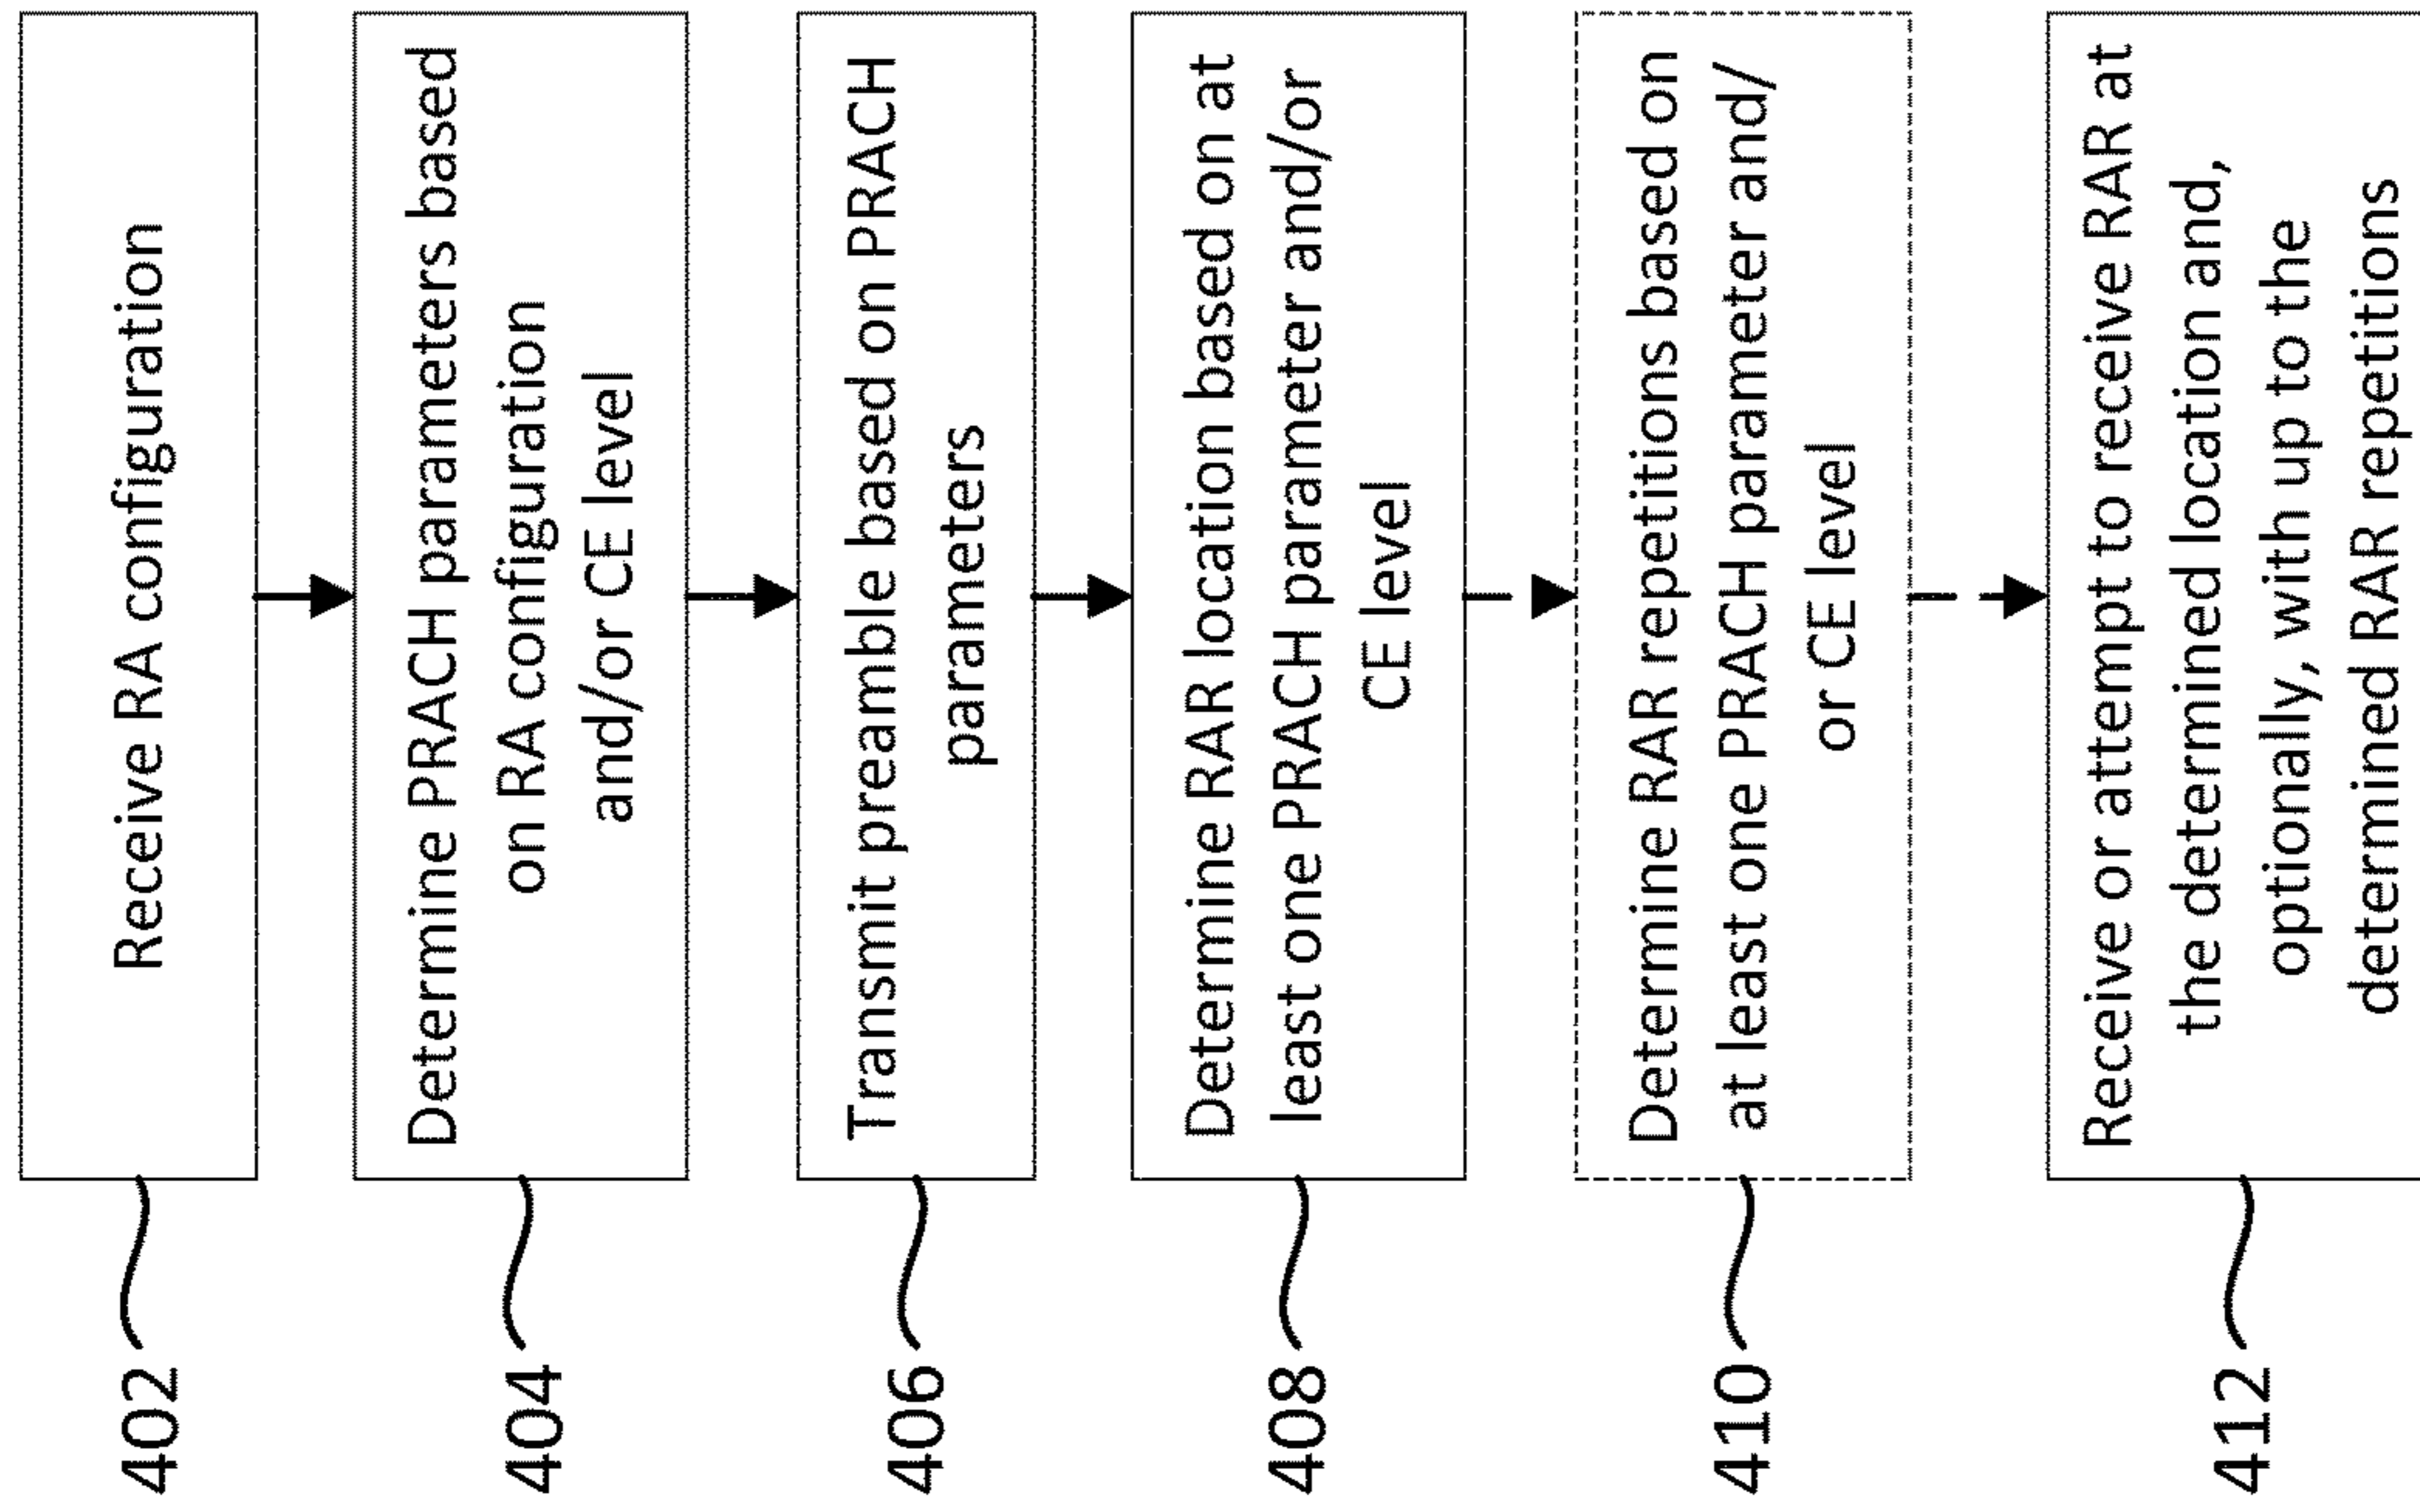 402
Receive RA configuration
404
Determine PRACH parameters based
on RA configuration
and/or CE level
406
Transmit preamble based on PRACH
parameters
408
Determine RAR location based on at
least one PRACH parameter and/or
CE level
410
Determine RAR repetitions based on
at least one PRACH parameter and/
or CE level
412
Receive or attempt to receive RAR at
the determined location and,
optionally, with up to the
determined RAR repetitions